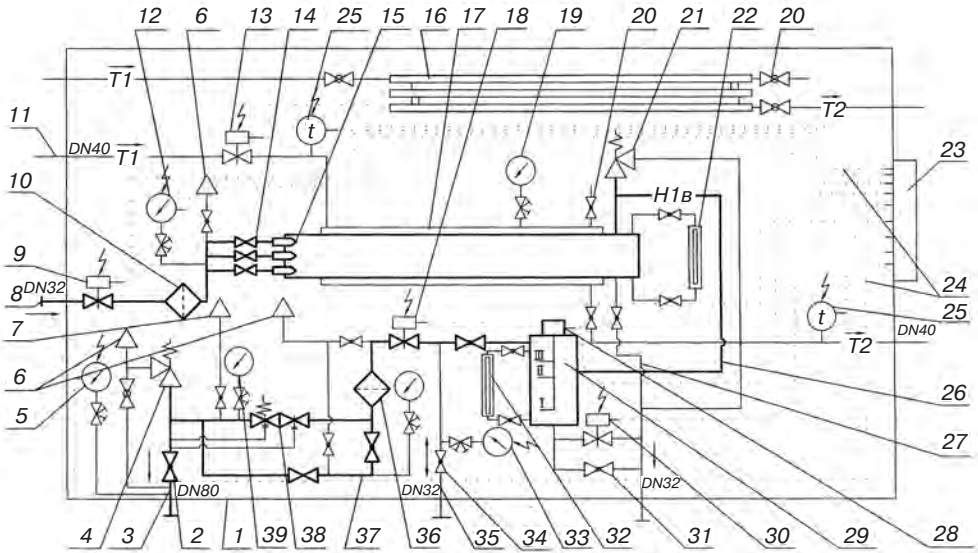 12 6 13 14 25 15 16 17 18 19 20 21 22 20
T1
T2
t
11 DN40 T1
23
10
H1в
9
8 DN32
24
7
25
t
DN40
T2
6
III
II
I
26
5
27
DN80
DN32
DN32
4 3 2 1 39 38 37 36 35 34 33 32 31 30 29 28